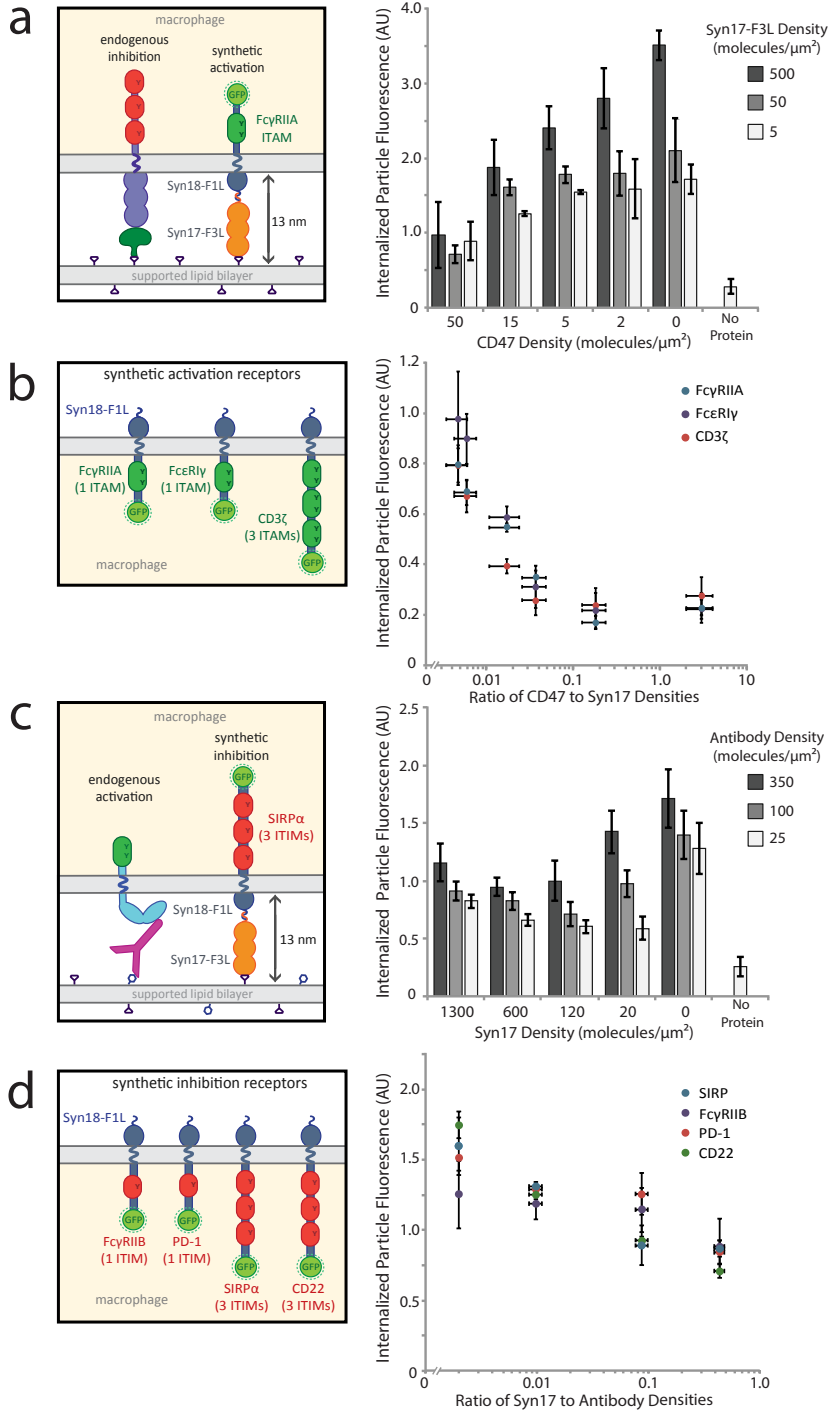 a
macrophage
endogenous
inhibition
synthetic
activation
Y
Y
Y
GFP
Y
Y
FcγRIIA
ITAM
Syn18-F1L
Syn17-F3L
13 nm
supported lipid bilayer
Internalized Particle Fluorescence (AU)
4.0
3.0
2.0
1.0
0
Syn17-F3L Density
(molecules/µm²)
500
50
5
50
15
5
2
0
No
Protein
CD47 Density (molecules/µm²)
b
synthetic activation receptors
Syn18-F1L
FcγRIIA
(1 ITAM)
Y
Y
GFP
FcεRIγ
(1 ITAM)
Y
Y
GFP
CD3ζ
(3 ITAMs)
Y
Y
Y
Y
Y
Y
GFP
macrophage
Internalized Particle Fluorescence (AU)
1.2
1.0
0.8
0.6
0.4
0.2
0
FcγRIIA
FcεRIγ
CD3ζ
0
0.01
0.1
1.0
10
Ratio of CD47 to Syn17 Densities
c
macrophage
synthetic
inhibition
endogenous
activation
GFP
Y
Y
Y
SIRPα
(3 ITIMs)
Y
Y
Syn18-F1L
Syn17-F3L
13 nm
supported lipid bilayer
Internalized Particle Fluorescence (AU)
2.5
2.0
1.5
1.0
0.5
0
Antibody Density
(molecules/µm²)
350
100
25
1300
600
120
20
0
No
Protein
Syn17 Density (molecules/µm²)
d
synthetic inhibition receptors
Syn18-F1L
Y
GFP
FcγRIIB
(1 ITIM)
Y
GFP
PD-1
(1 ITIM)
Y
Y
Y
GFP
SIRPα
(3 ITIMs)
Y
Y
Y
GFP
CD22
(3 ITIMs)
macrophage
Internalized Particle Fluorescence (AU)
2.0
1.5
1.0
0.5
0
SIRP
FcγRIIB
PD-1
CD22
0
0.01
0.1
1.0
Ratio of Syn17 to Antibody Densities